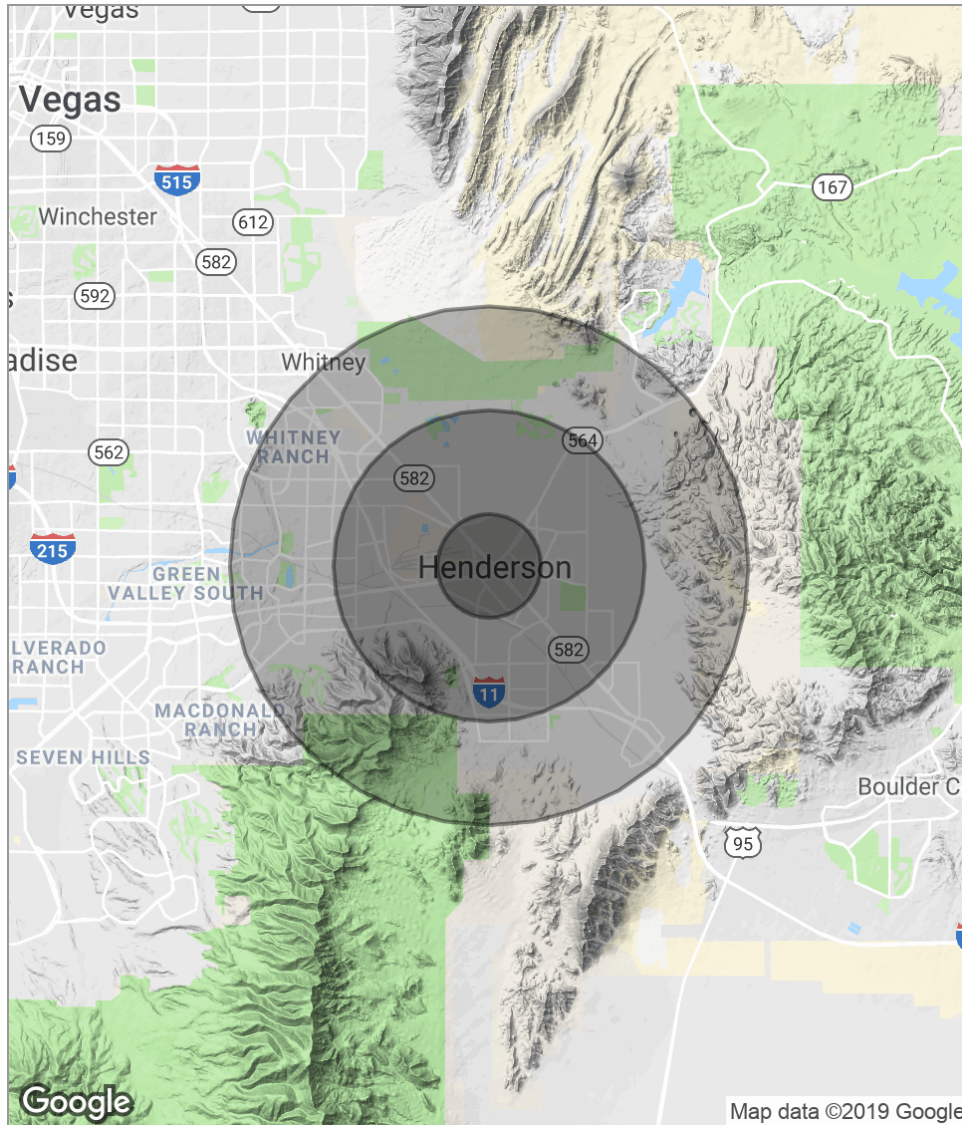 Vegas
Vegas
159
515
Winchester
612
582
592
s
167
adise
Whitney
562
WHITNEY
RANCH
564
582
215
Henderson
GREEN
VALLEY SOUTH
582
LVERADO
RANCH
11
MACDONALD
RANCH
SEVEN HILLS
Boulder C
95
Google
Map data ©2019 Google